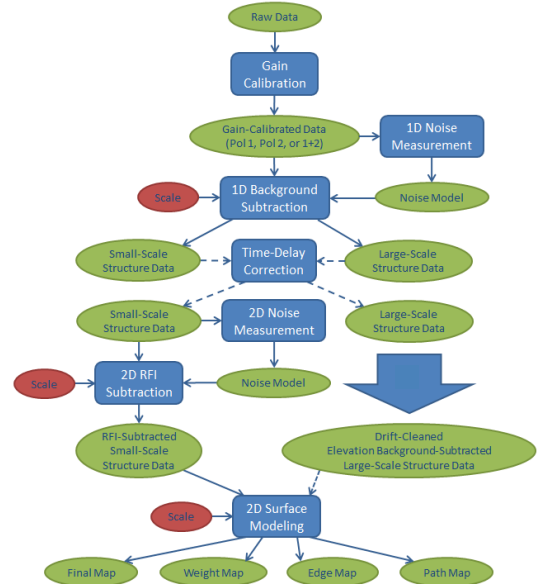 Raw Data
Gain
Calibration
Gain-Calibrated Data
(Pol 1, Pol 2, or 1+2)
1D Noise
Measurement
Scale
1D Background
Subtraction
Noise Model
Small-Scale
Structure Data
Time-Delay
Correction
Large-Scale
Structure Data
Small-Scale
Structure Data
2D Noise
Measurement
Large-Scale
Structure Data
Scale
2D RFI
Subtraction
Noise Model
RFI-Subtracted
Small-Scale
Structure Data
Drift-Cleaned
Elevation Background-Subtracted
Large-Scale Structure Data
Scale
2D Surface
Modeling
Final Map
Weight Map
Edge Map
Path Map